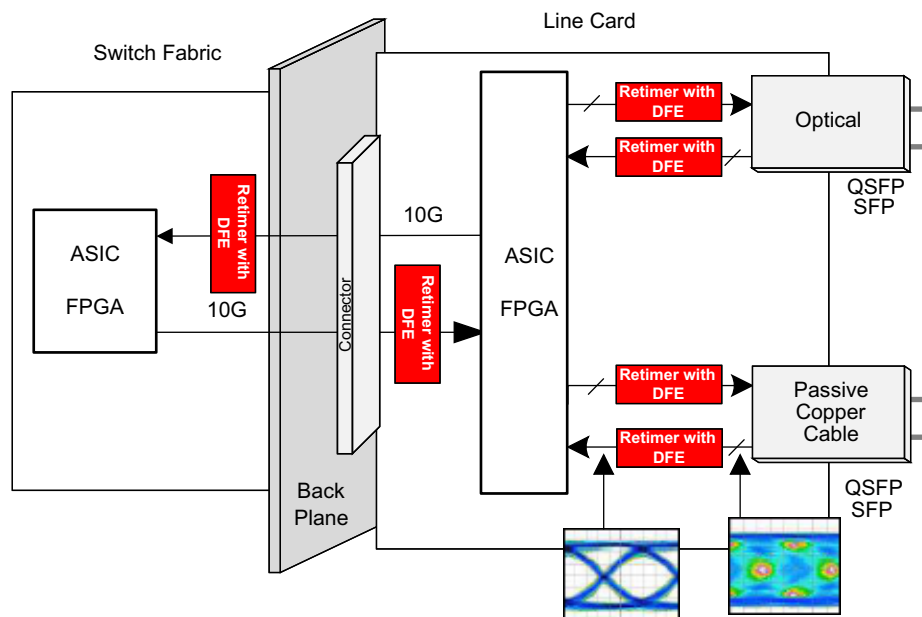 Line Card
Switch Fabric
Retimer with
DFE
Optical
Retimer with
DFE
QSFP
SFP
Retimer with
DFE
10G
ASIC
FPGA
10G
ASIC
FPGA
Connector
Retimer with
DFE
Retimer with
DFE
Passive
Copper
Cable
Retimer with
DFE
QSFP
SFP
Back
Plane